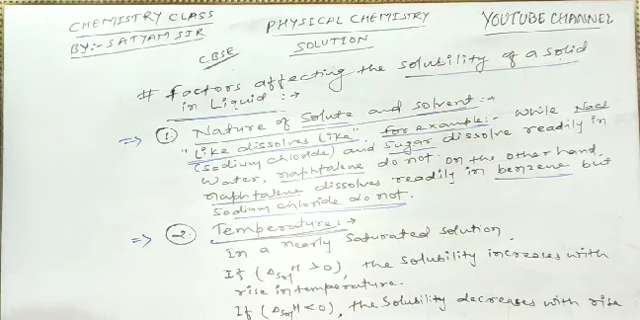 CHEMISTRY CLASS
BY:- SATYAM SIR
CBSE
PHYSICAL CHEMISTRY
SOLUTION
YOUTUBE CHANNEL
# Factors affecting the solubility of a solid
in Liquid :→
⇒ 1. Nature of solute and solvent :→
"Like dissolves like" for example:- While NaCl
(Sodium chloride) and Sugar dissolve readily in
water, naphtalene do not. On the other hand,
naphtalene dissolves readily in benzene but
Sodium chloride do not.
⇒ 2. Temperature :→
In a nearly Saturated solution.
If (ΔsolH > 0), the solubility increases with
rise in temperature.
If (ΔsolH < 0), the Solubility decreases with rise